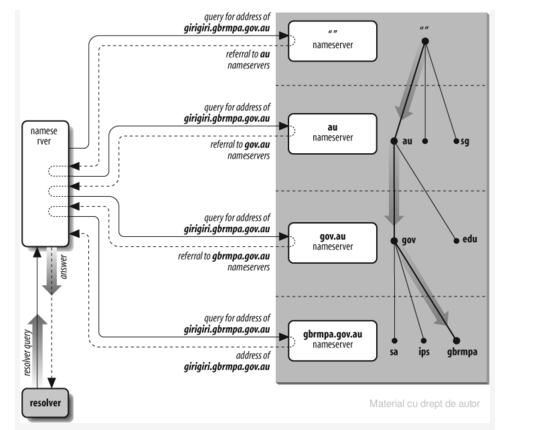 query for address of
girigiri.gbrmpa.gov.au
referral to au
nameservers
“”
nameserver
“”
query for address of
girigiri.gbrmpa.gov.au
referral to gov.au
nameservers
au
nameserver
au
sg
namese
rver
query for address of
girigiri.gbrmpa.gov.au
referral to gbrmpa.gov.au
nameservers
gov.au
nameserver
gov
edu
answer
resolver query
query for address of
girigiri.gbrmpa.gov.au
address of
girigiri.gbrmpa.gov.au
gbrmpa.gov.au
nameserver
sa
ips
gbrmpa
resolver
Material cu drept de autor